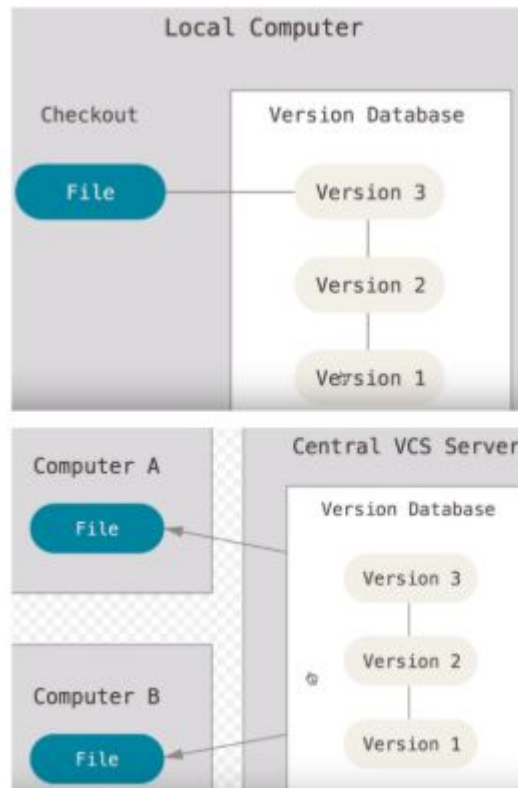 Local Computer
Checkout
Version Database
File
Version 3
Version 2
Version 1
Central VCS Server
Computer A
Version Database
File
Version 3
Version 2
Computer B
Version 1
File